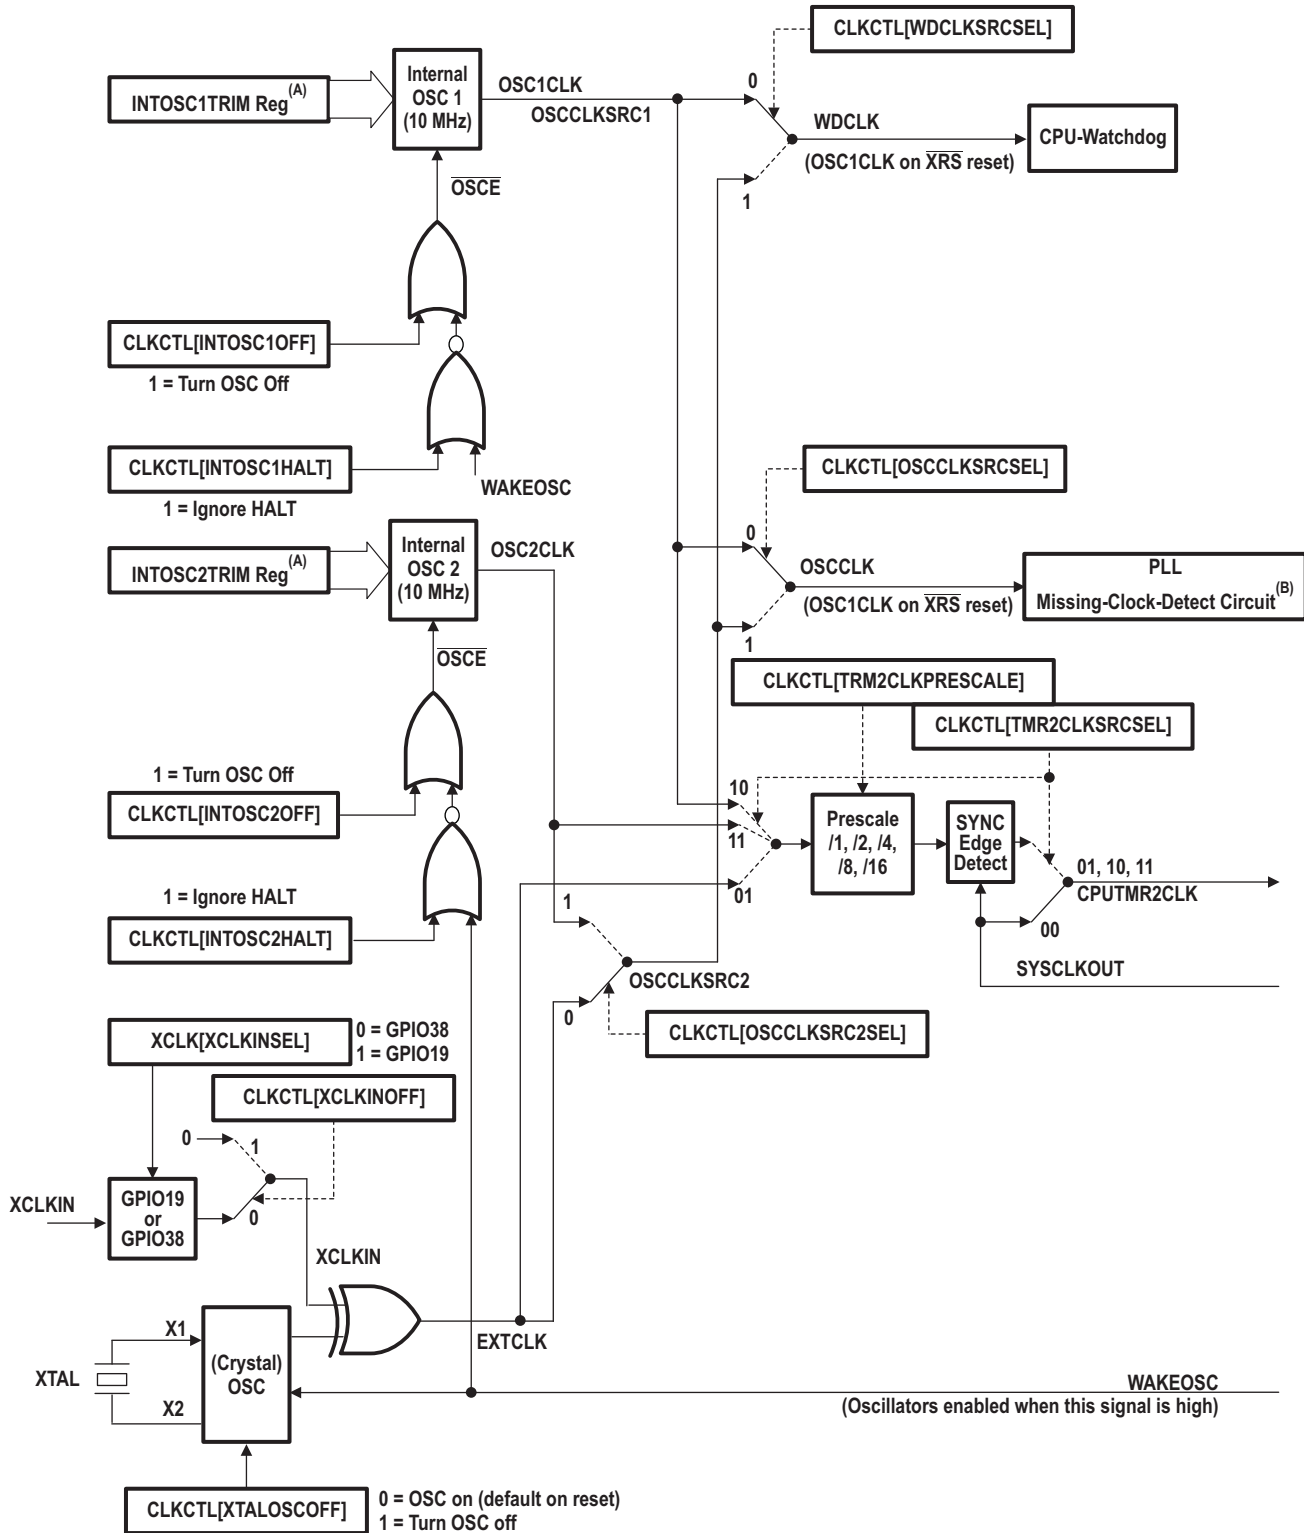 CLKCTL[WDCLKSRCSEL]
INTOSC1TRIM Reg(A)
Internal
OSC 1
(10 MHz)
OSC1CLK
OSCCLKSRC1
0
1
WDCLK
(OSC1CLK on XRS reset)
CPU-Watchdog
OSCE
CLKCTL[INTOSC1OFF]
1 = Turn OSC Off
CLKCTL[INTOSC1HALT]
1 = Ignore HALT
WAKEOSC
CLKCTL[OSCCLKSRCSEL]
INTOSC2TRIM Reg(A)
Internal
OSC 2
(10 MHz)
OSC2CLK
0
1
OSCCLK
(OSC1CLK on XRS reset)
PLL
Missing-Clock-Detect Circuit(B)
OSCE
CLKCTL[TRM2CLKPRESCALE]
CLKCTL[TMR2CLKSRCSEL]
1 = Turn OSC Off
CLKCTL[INTOSC2OFF]
10
11
01
Prescale
/1, /2, /4,
/8, /16
SYNC
Edge
Detect
01, 10, 11
CPUTMR2CLK
00
SYSCLKOUT
1 = Ignore HALT
CLKCTL[INTOSC2HALT]
1
0
OSCCLKSRC2
CLKCTL[OSCCLKSRC2SEL]
XCLK[XCLKINSEL]
0 = GPIO38
1 = GPIO19
CLKCTL[XCLKINOFF]
0
1
0
XCLKIN
GPIO19
or
GPIO38
XCLKIN
EXTCLK
XTAL
X1
X2
(Crystal)
OSC
WAKEOSC
(Oscillators enabled when this signal is high)
CLKCTL[XTALOSCOFF]
0 = OSC on (default on reset)
1 = Turn OSC off